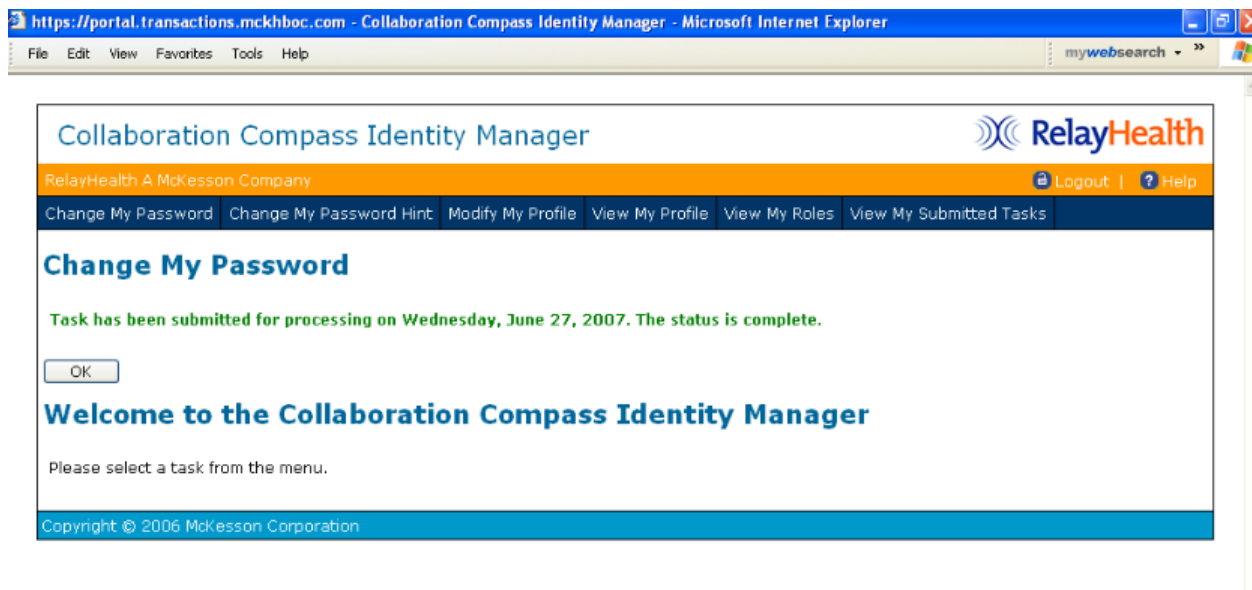 https://portal.transactions.mckhboc.com - Collaboration Compass Identity Manager - Microsoft Internet Explorer
File Edit View Favorites Tools Help mywebsearch »
Collaboration Compass Identity Manager RelayHealth
RelayHealth A McKesson Company Logout | ? Help
Change My Password Change My Password Hint Modify My Profile View My Profile View My Roles View My Submitted Tasks
Change My Password
Task has been submitted for processing on Wednesday, June 27, 2007. The status is complete.
OK
Welcome to the Collaboration Compass Identity Manager
Please select a task from the menu.
Copyright © 2006 McKesson Corporation